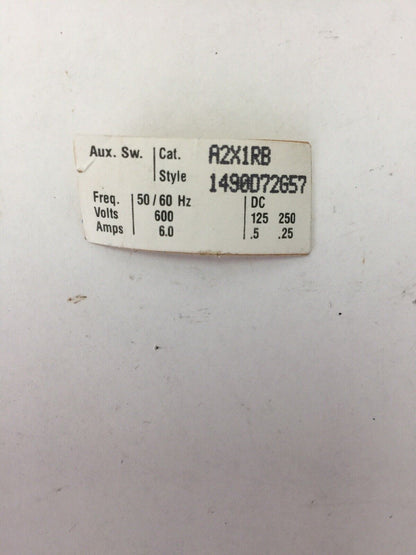 Aux. Sw. Cat. A2X1RB
Style 1490D72G57
Freq. 50/60 Hz DC
Volts 600 125 250
Amps 6.0 .5 .25